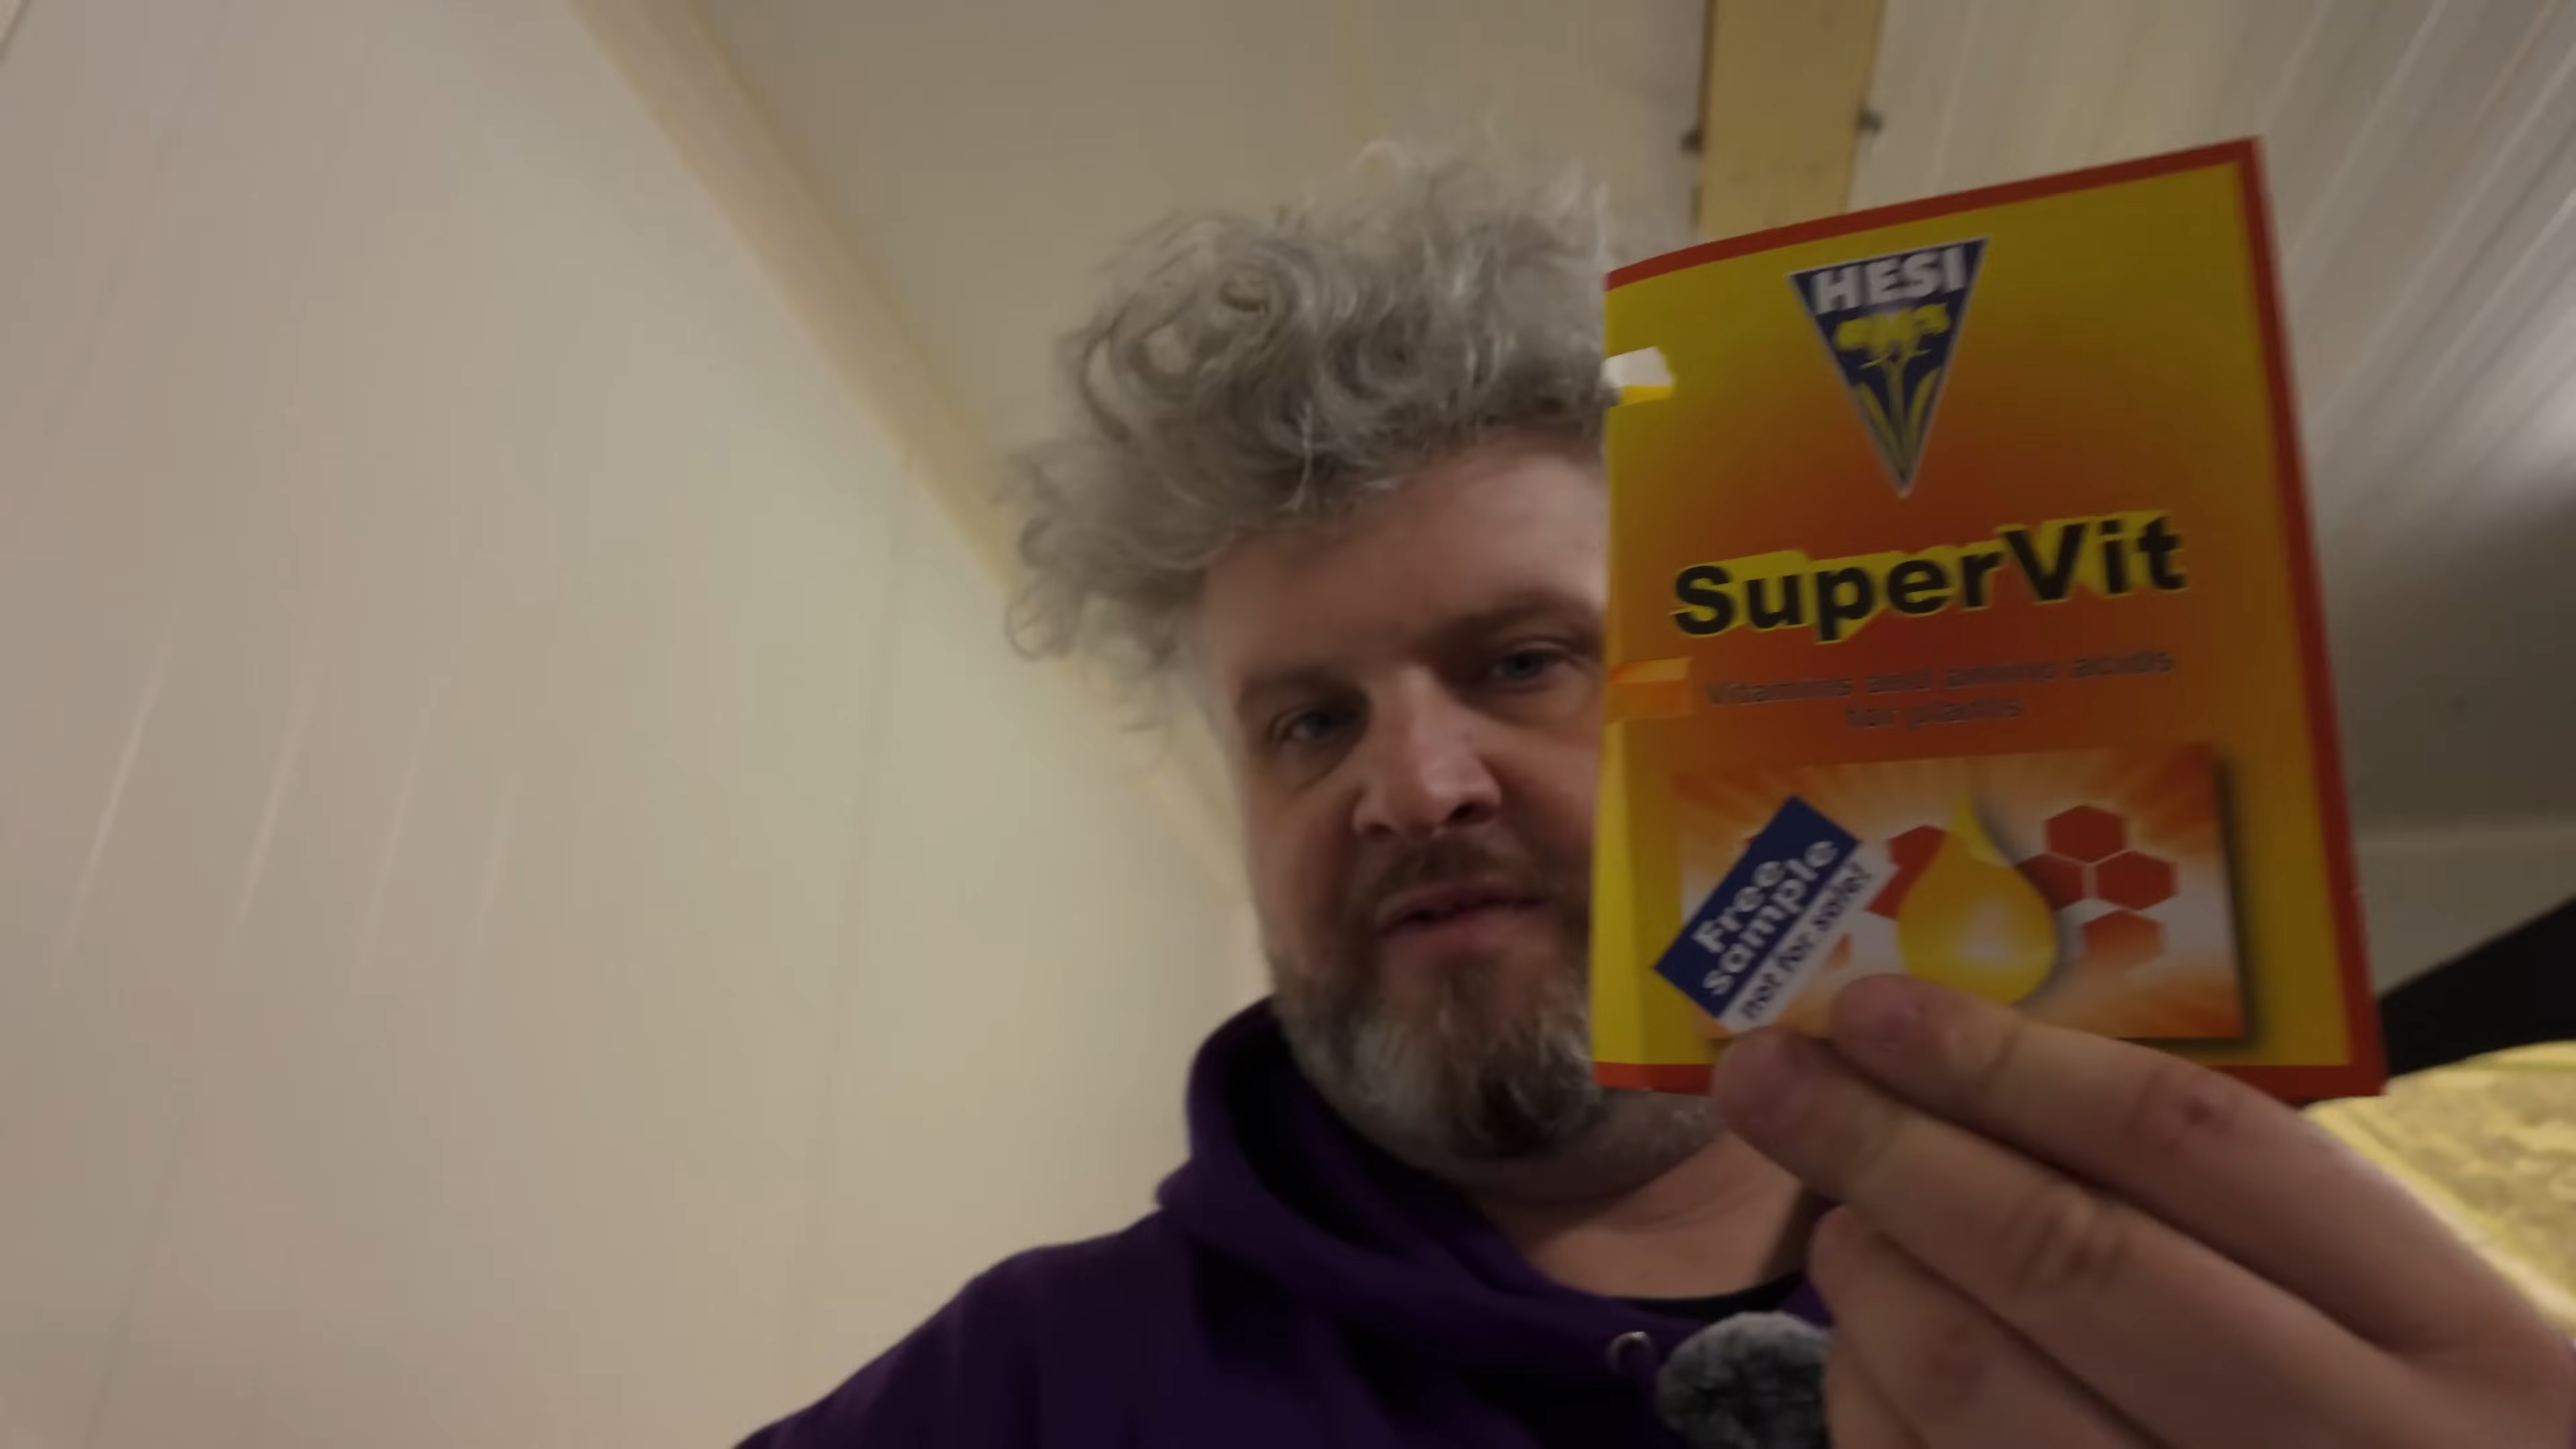 HESI
SuperVit
Vitamins and amino acids
for plants
Free
sample
not for sale!